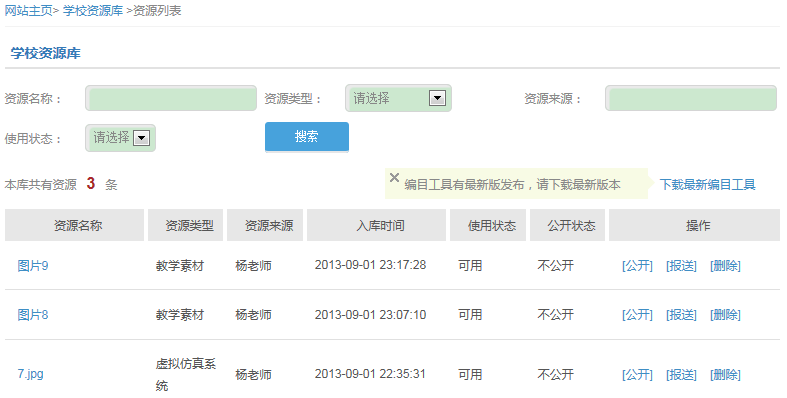 网站主页> 学校资源库 >资源列表
学校资源库
资源名称： 资源类型： 请选择 资源来源：
使用状态： 请选择 搜索
本库共有资源 3 条 编目工具有最新版发布，请下载最新版本 下载最新编目工具
资源名称 资源类型 资源来源 入库时间 使用状态 公开状态 操作
图片9 教学素材 杨老师 2013-09-01 23:17:28 可用 不公开 [公开] [报送] [删除]
图片8 教学素材 杨老师 2013-09-01 23:07:10 可用 不公开 [公开] [报送] [删除]
7.jpg 虚拟仿真系统 杨老师 2013-09-01 22:35:31 可用 不公开 [公开] [报送] [删除]